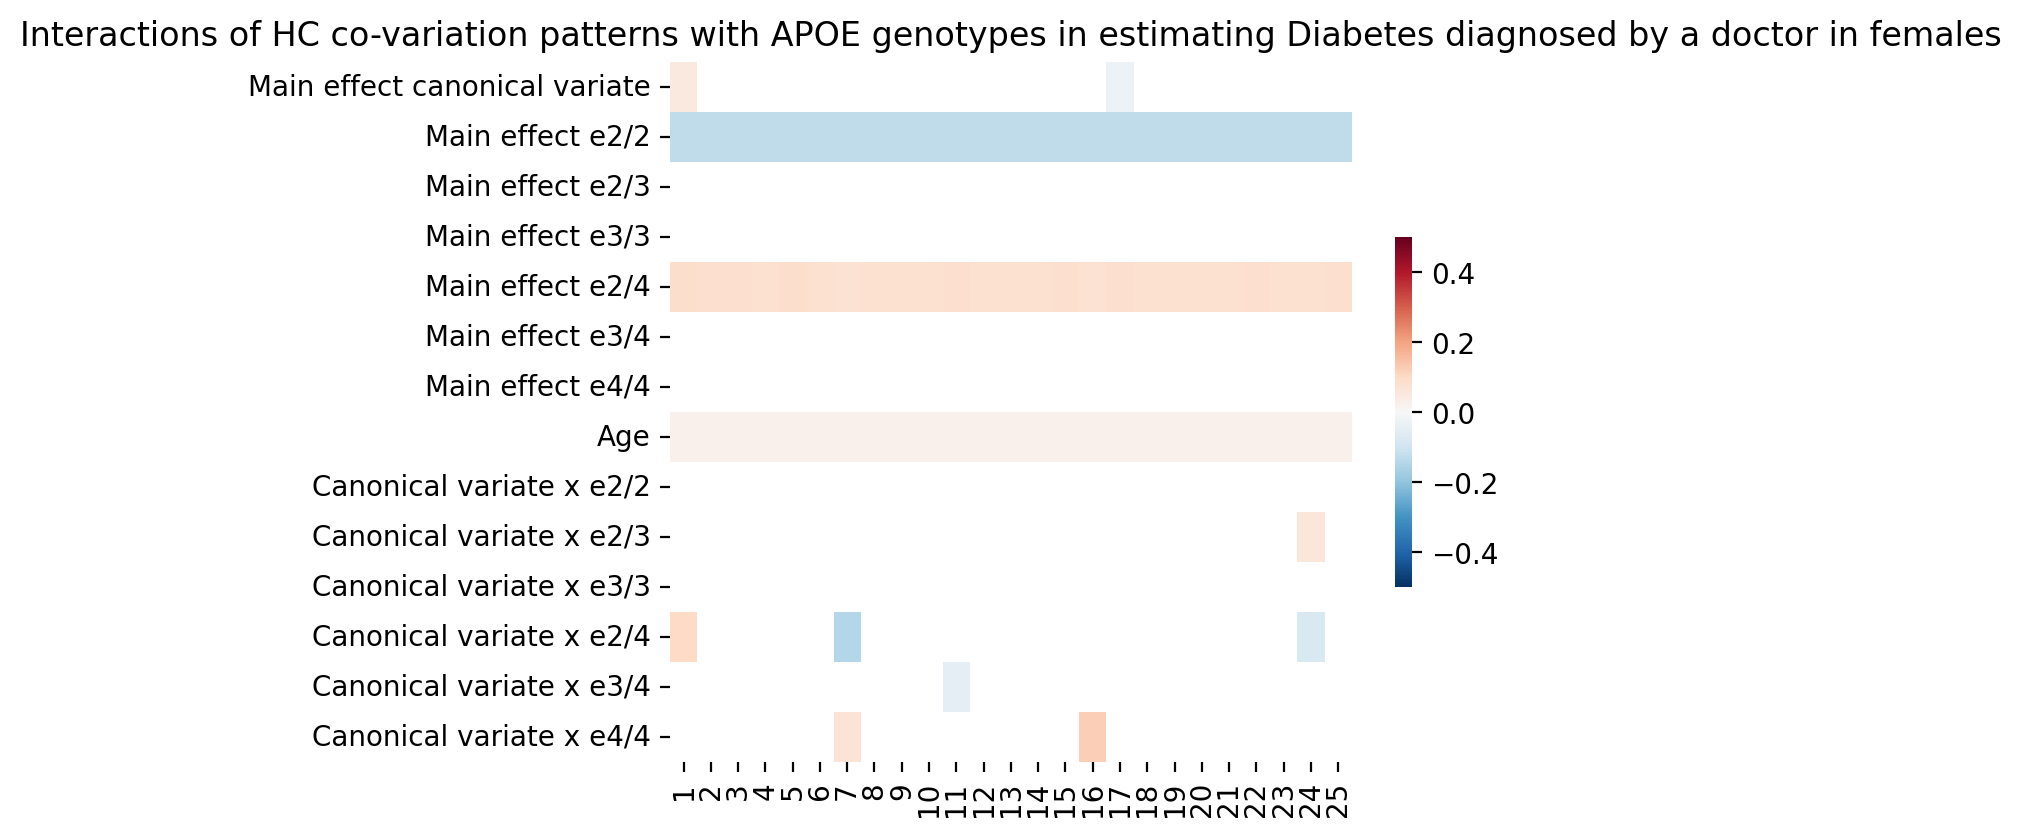 Interactions of HC co-variation patterns with APOE genotypes in estimating Diabetes diagnosed by a doctor in females
Main effect canonical variate
Main effect e2/2
Main effect e2/3
Main effect e3/3
Main effect e2/4
Main effect e3/4
Main effect e4/4
Age
Canonical variate x e2/2
Canonical variate x e2/3
Canonical variate x e3/3
Canonical variate x e2/4
Canonical variate x e3/4
Canonical variate x e4/4
1 2 3 4 5 6 7 8 9 10 11 12 13 14 15 16 17 18 19 20 21 22 23 24 25
0.4
0.2
0.0
−0.2
−0.4